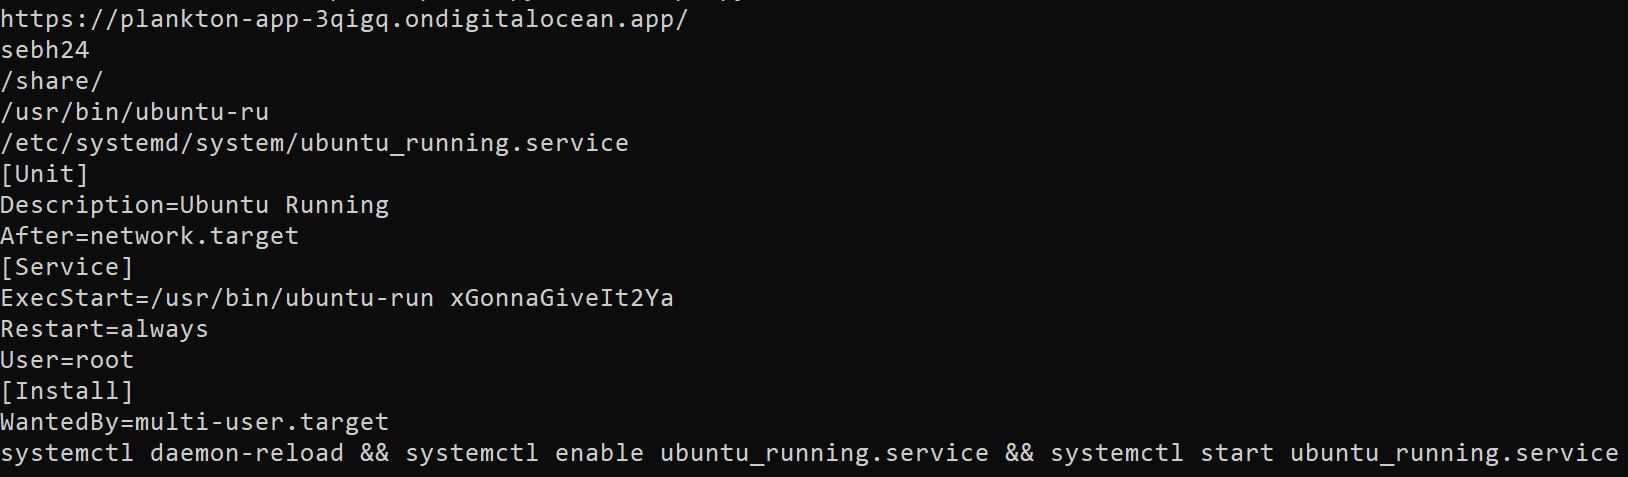 https://plankton-app-3qigq.ondigitalocean.app/
sebh24
/share/
/usr/bin/ubuntu-ru
/etc/systemd/system/ubuntu_running.service
[Unit]
Description=Ubuntu Running
After=network.target
[Service]
ExecStart=/usr/bin/ubuntu-run xGonnaGiveIt2Ya
Restart=always
User=root
[Install]
WantedBy=multi-user.target
systemctl daemon-reload && systemctl enable ubuntu_running.service && systemctl start ubuntu_running.service